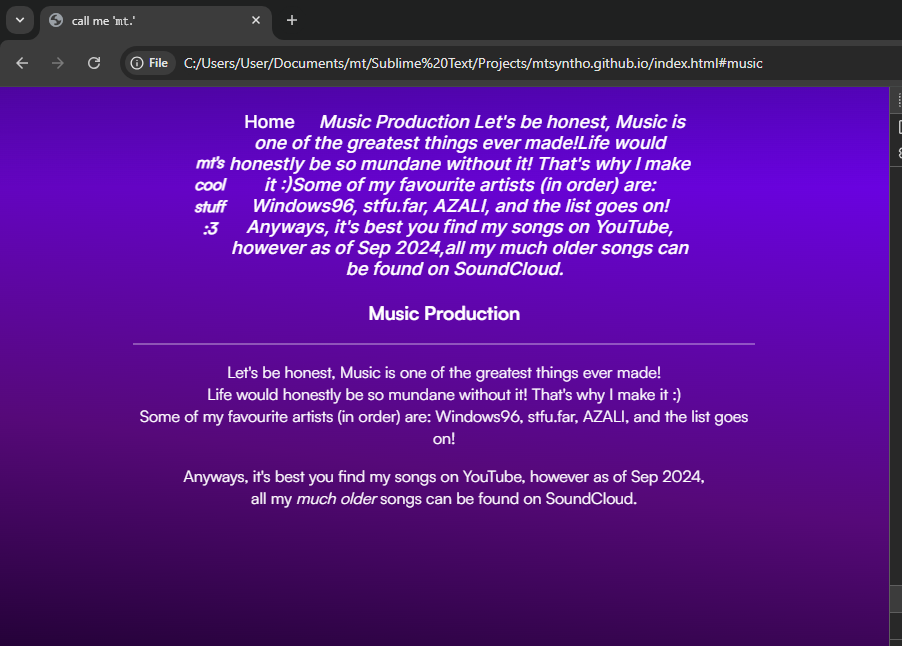 call me 'mt.'
File C:/Users/User/Documents/mt/Sublime%20Text/Projects/mtsyntho.github.io/index.html#music
mt's
cool
stuff
:3
Home Music Production Let's be honest, Music is
one of the greatest things ever made!Life would
honestly be so mundane without it! That's why I make
it :)Some of my favourite artists (in order) are:
Windows96, stfu.far, AZALI, and the list goes on!
Anyways, it's best you find my songs on YouTube,
however as of Sep 2024,all my much older songs can
be found on SoundCloud.
Music Production
Let's be honest, Music is one of the greatest things ever made!
Life would honestly be so mundane without it! That's why I make it :)
Some of my favourite artists (in order) are: Windows96, stfu.far, AZALI, and the list goes
on!
Anyways, it's best you find my songs on YouTube, however as of Sep 2024,
all my much older songs can be found on SoundCloud.